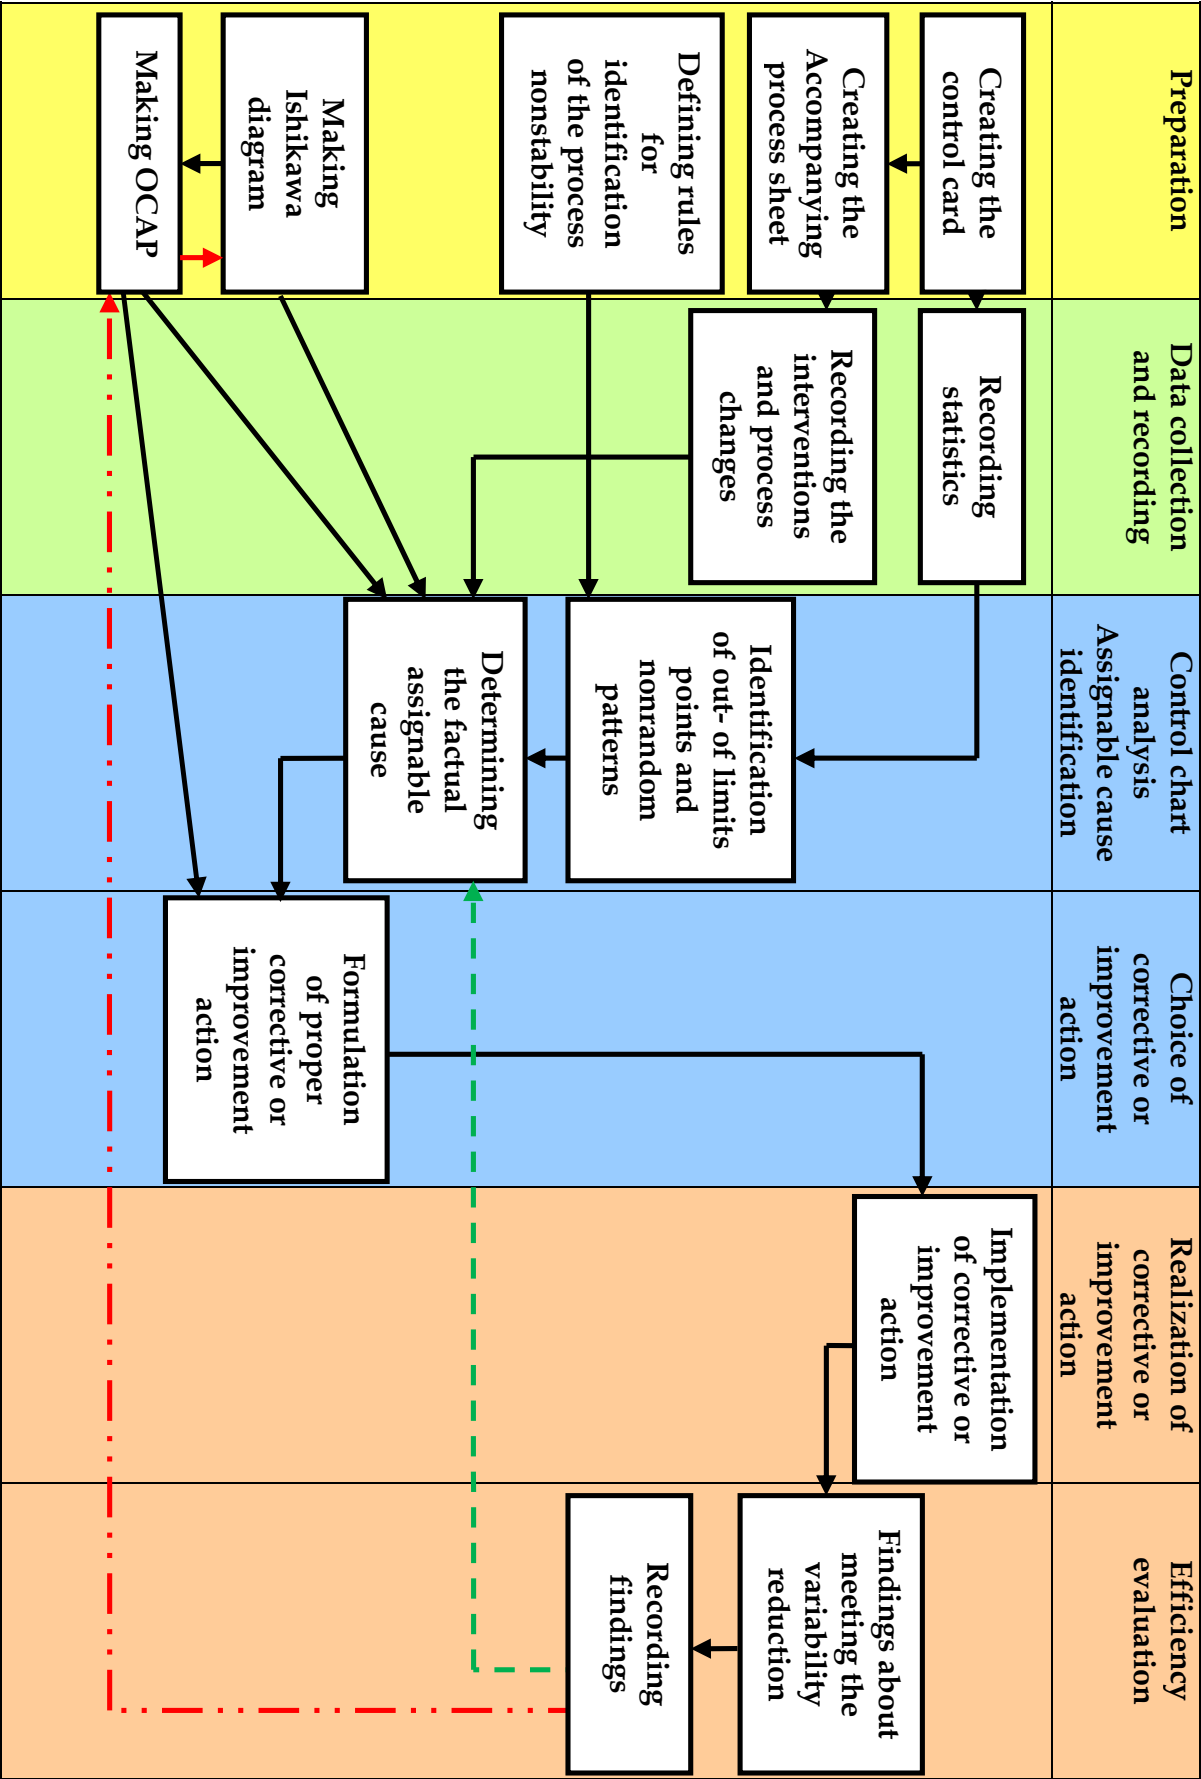 Preparation
Data collection
and recording
Control chart
analysis
Assignable cause
identification
Choice of
corrective or
improvement
action
Realization of
corrective or
improvement
action
Efficiency
evaluation
Creating the
control card
Creating the
Accompanying
process sheet
Defining rules
for
identification
of the process
nonstability
Making
Ishikawa
diagram
Making OCAP
Recording
statistics
Recording the
interventions
and process
changes
Identification
of out- of limits
points and
nonrandom
patterns
Determining
the factual
assignable
cause
Formulation
of proper
corrective or
improvement
action
Implementation
of corrective or
improvement
action
Findings about
meeting the
variability
reduction
Recording
findings